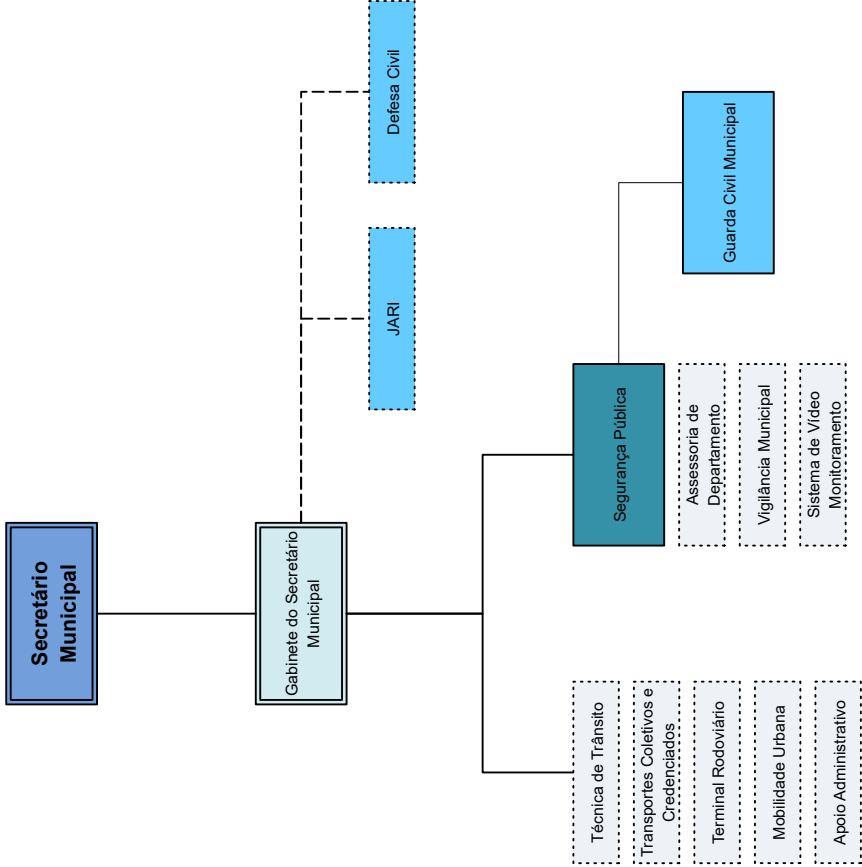 Secretário
Municipal
Gabinete do Secretário
Municipal
JARI
Defesa Civil
Técnica de Trânsito
Transportes Coletivos e
Credenciados
Terminal Rodoviário
Mobilidade Urbana
Apoio Administrativo
Segurança Pública
Assessoria de
Departamento
Vigilância Municipal
Sistema de Vídeo
Monitoramento
Guarda Civil Municipal